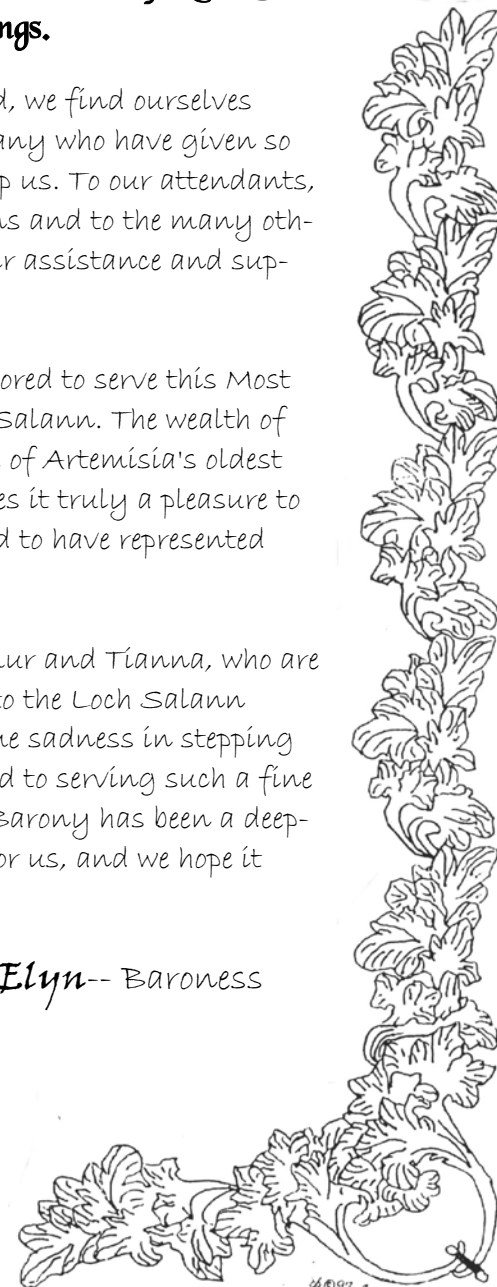 ngs.
d, we find ourselves
any who have given so
p us. To our attendants,
ns and to the many oth-
ur assistance and sup-
ored to serve this Most
Salann. The wealth of
of Artemisia's oldest
es it truly a pleasure to
d to have represented
lur and Tianna, who are
to the Loch Salann
ne sadness in stepping
d to serving such a fine
Barony has been a deep-
or us, and we hope it
Elyn-- Baroness